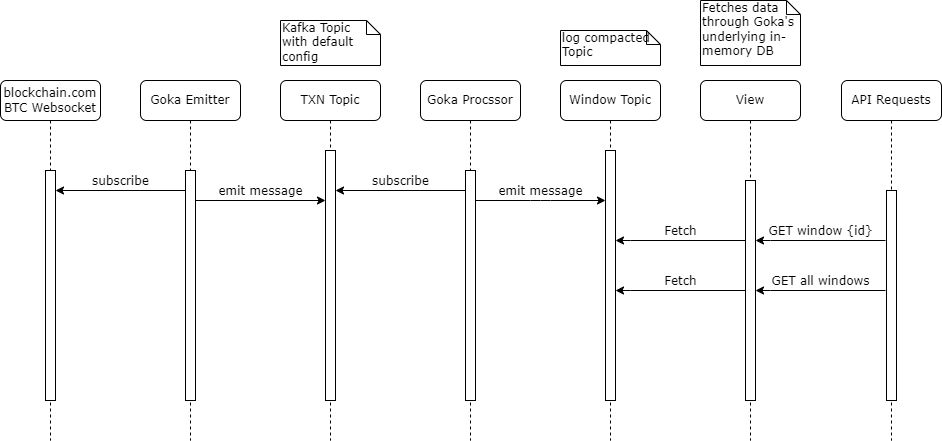 Kafka Topic
with default
config
log compacted
Topic
Fetches data
through Goka's
underlying in-
memory DB
blockchain.com
BTC Websocket
Goka Emitter
TXN Topic
Goka Procssor
Window Topic
View
API Requests
subscribe
emit message
subscribe
emit message
Fetch
GET window {id}
Fetch
GET all windows